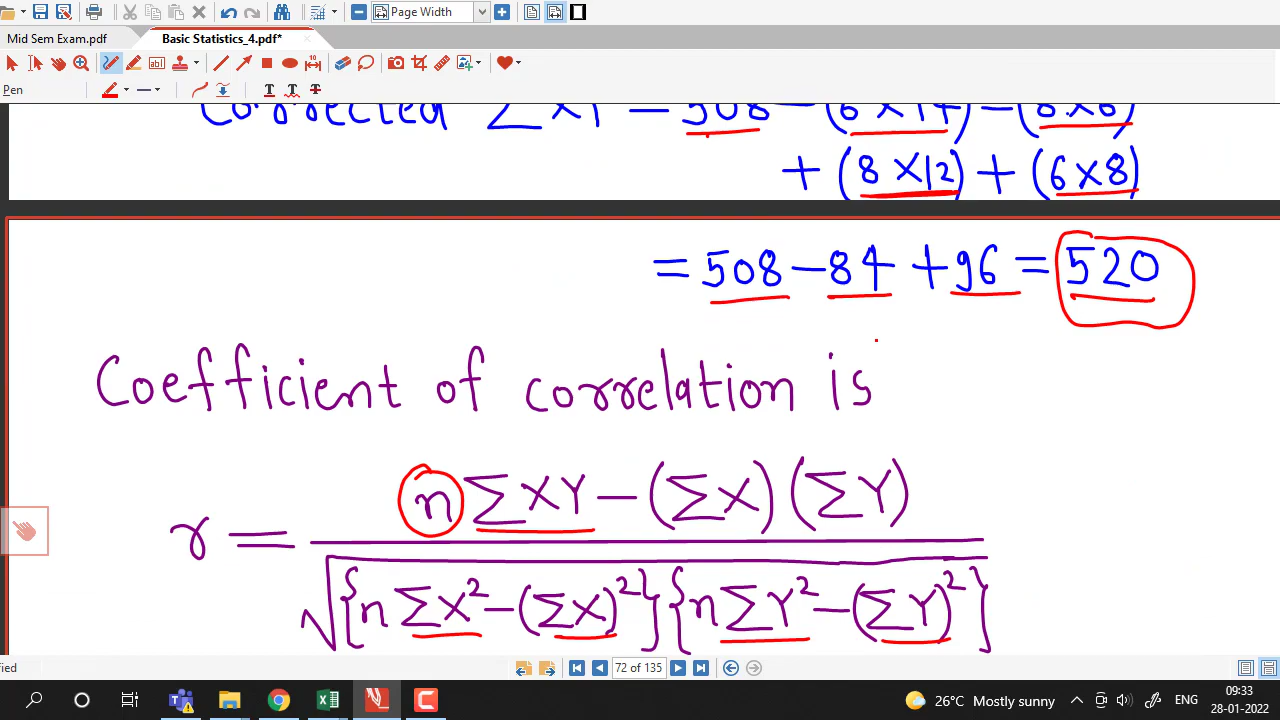 Page Width
Mid Sem Exam.pdf
Basic Statistics_4.pdf*
Pen
Corrected ΣXY = 508 - (6×14) - (8×6)
+ (8×12) + (6×8)
= 508 - 84 + 96 = 520
Coefficient of correlation is
r = n ΣXY - (ΣX)(ΣY)
√{nΣX² - (ΣX)²}{nΣY² - (ΣY)²}
fied
72 of 135
26°C Mostly sunny
ENG
09:33
28-01-2022